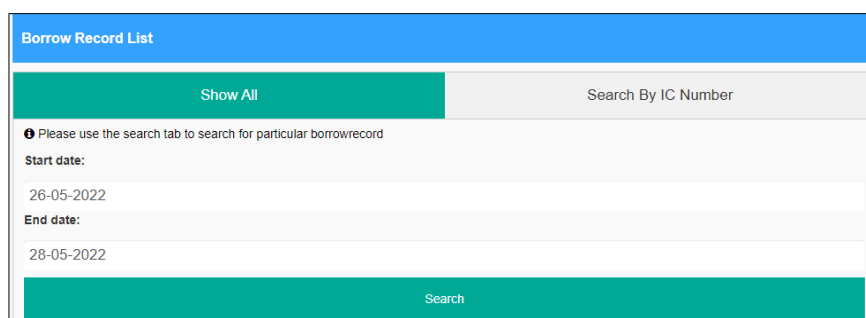 Borrow Record List
Show All
Search By IC Number
Please use the search tab to search for particular borrowrecord
Start date:
26-05-2022
End date:
28-05-2022
Search